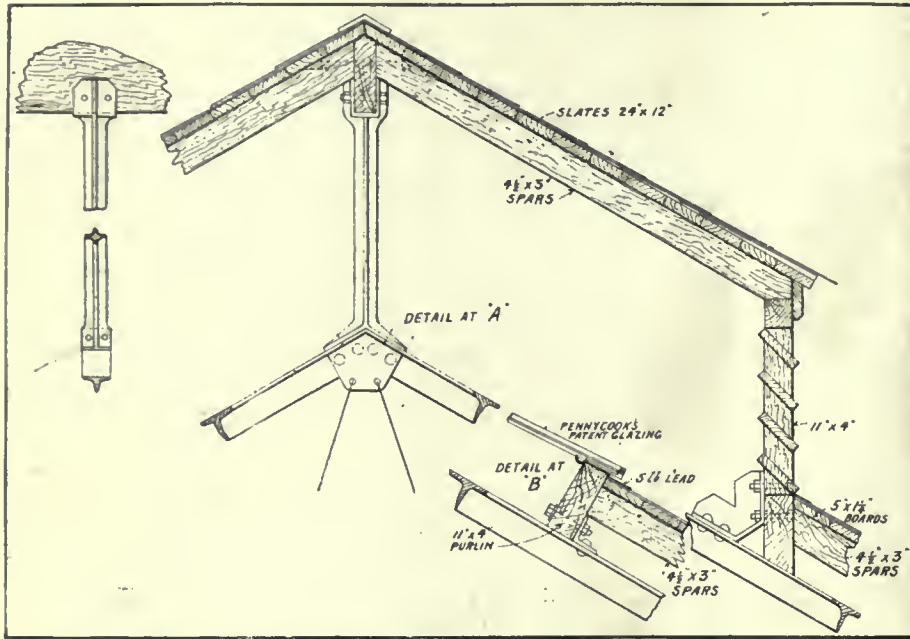 SLATES 24"x 12"
4½"x 3"
SPARS
DETAIL AT "A"
PENNYCOOK'S
PATENT GLAZING
DETAIL AT
"B"
5 lb LEAD
11"x 4"
11"x 4"
PURLIN
5"x 1½"
BOARDS
4½"x 3"
SPARS
4½"x 3"
SPARS